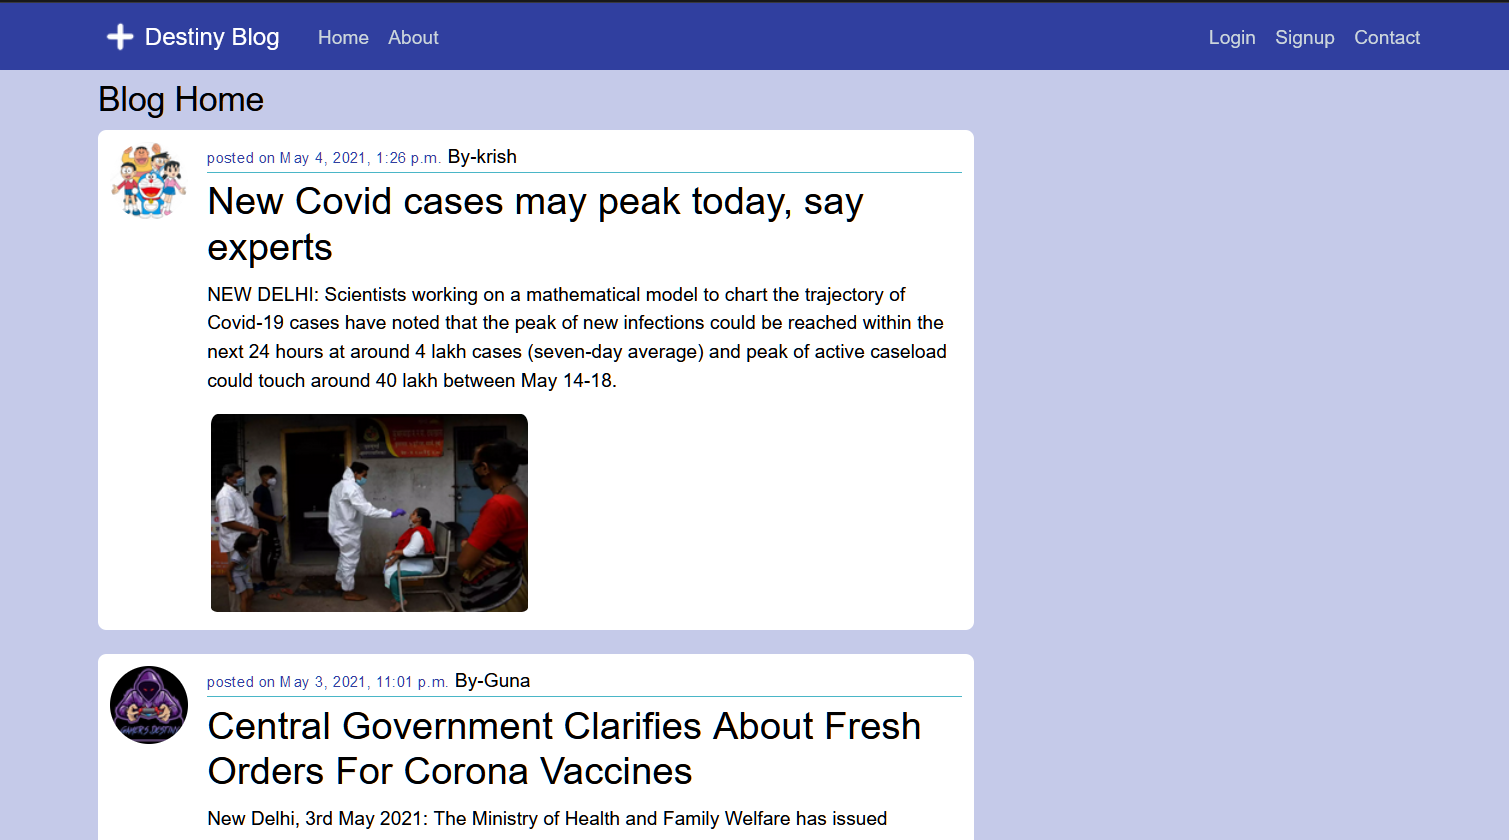 Destiny Blog Home About Login Signup Contact
Blog Home
posted on May 4, 2021, 1:26 p.m. By-krish
New Covid cases may peak today, say
experts
NEW DELHI: Scientists working on a mathematical model to chart the trajectory of
Covid-19 cases have noted that the peak of new infections could be reached within the
next 24 hours at around 4 lakh cases (seven-day average) and peak of active caseload
could touch around 40 lakh between May 14-18.
posted on May 3, 2021, 11:01 p.m. By-Guna
GAMERS DESTINY
Central Government Clarifies About Fresh
Orders For Corona Vaccines
New Delhi, 3rd May 2021: The Ministry of Health and Family Welfare has issued